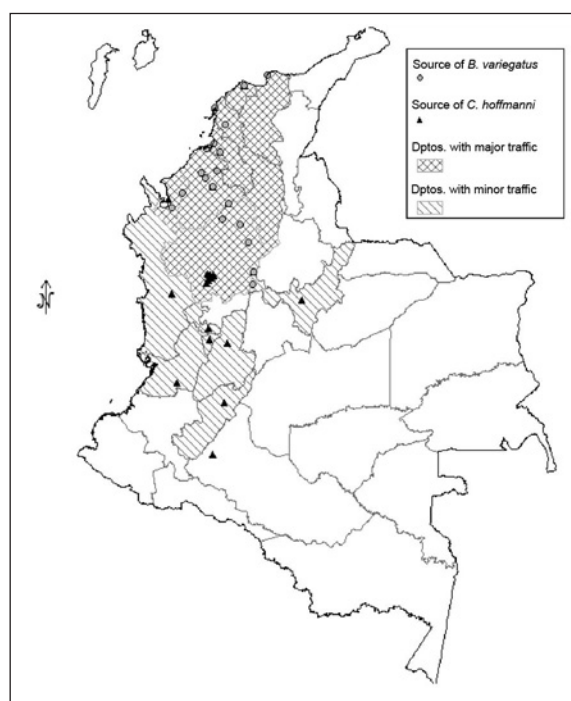 Source of B. variegatus
Source of C. hoffmanni
Dptos. with major traffic
Dptos. with minor traffic
N